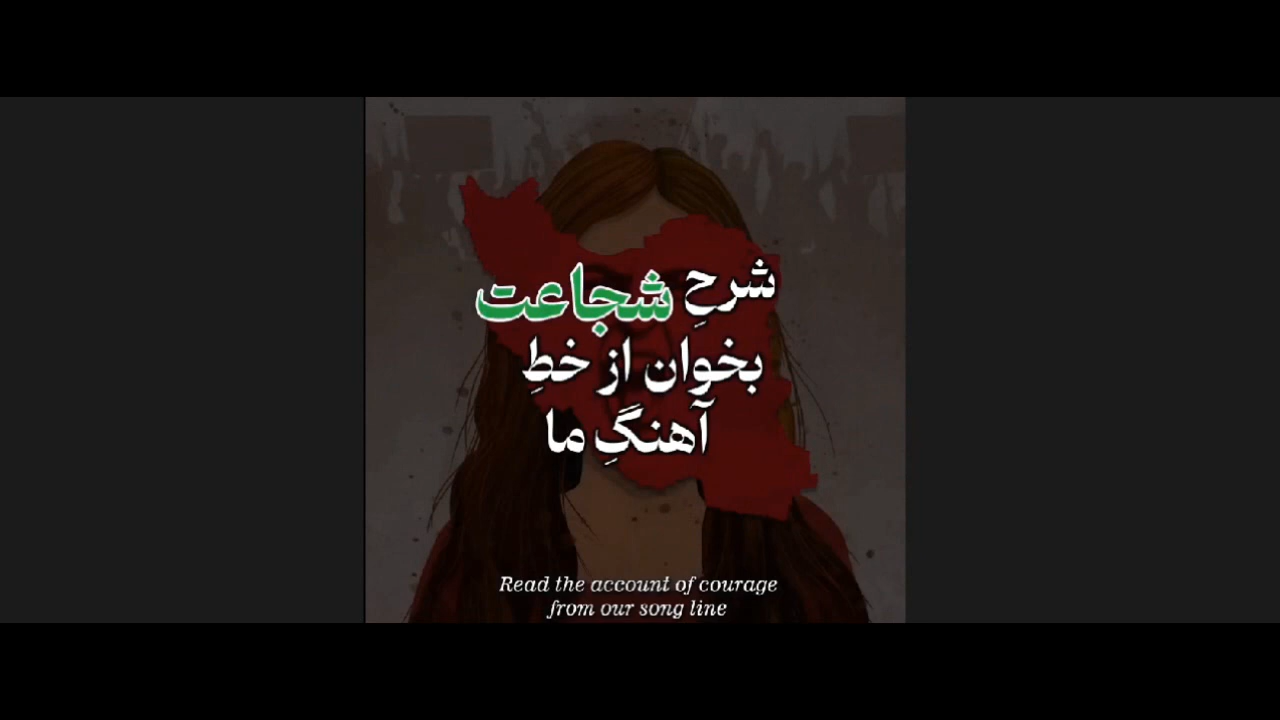 شرحِ شجاعت
بخوان از خطِ
آهنگِ ما
Read the account of courage
from our song line